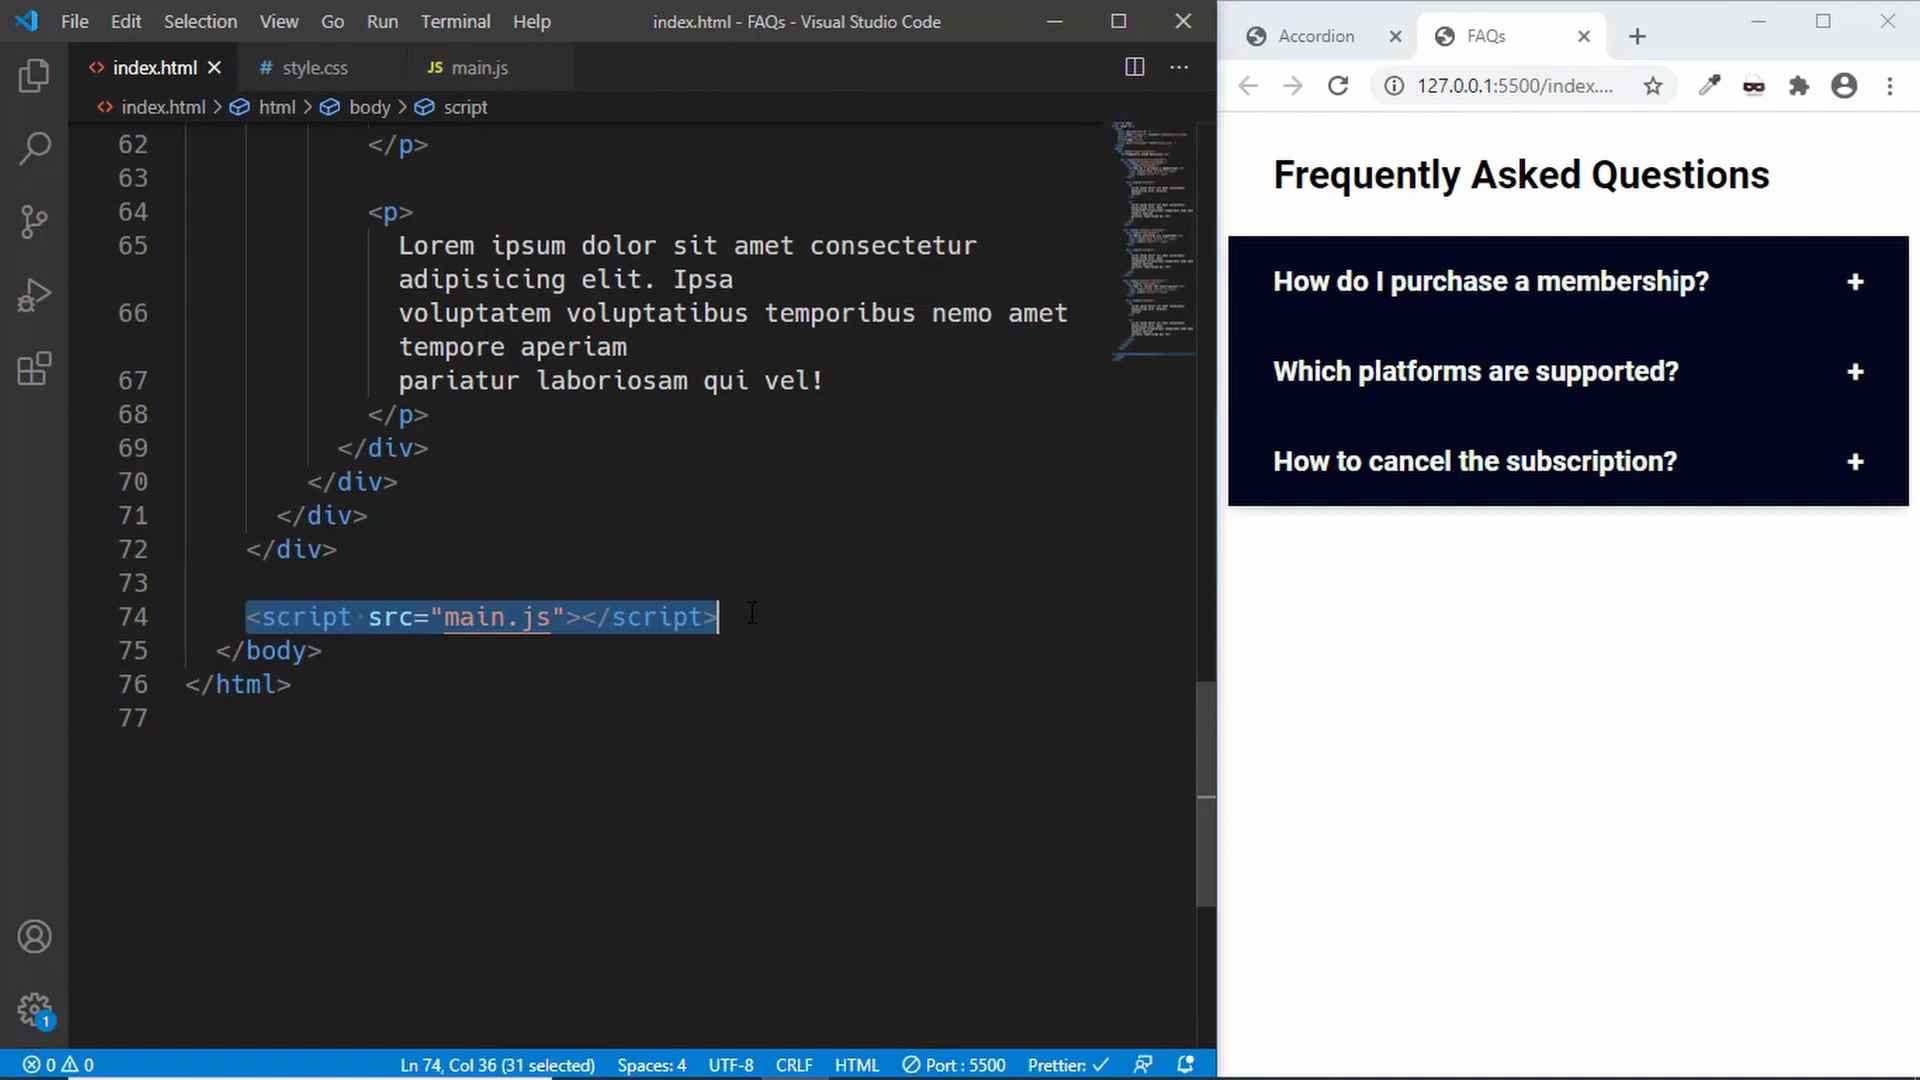 File Edit Selection View Go Run Terminal Help index.html - FAQs - Visual Studio Code
index.html # style.css JS main.js
index.html > html > body > script
62 </p>
63
64 <p>
65 Lorem ipsum dolor sit amet consectetur
adipisicing elit. Ipsa
66 voluptatem voluptatibus temporibus nemo amet
tempore aperiam
67 pariatur laboriosam qui vel!
68 </p>
69 </div>
70 </div>
71 </div>
72 </div>
73
74 <script src="main.js"></script>
75 </body>
76 </html>
77
1
0 0 Ln 74, Col 36 (31 selected) Spaces: 4 UTF-8 CRLF HTML Port : 5500 Prettier: ✓
Accordion FAQs
127.0.0.1:5500/index....
Frequently Asked Questions
How do I purchase a membership? +
Which platforms are supported? +
How to cancel the subscription? +